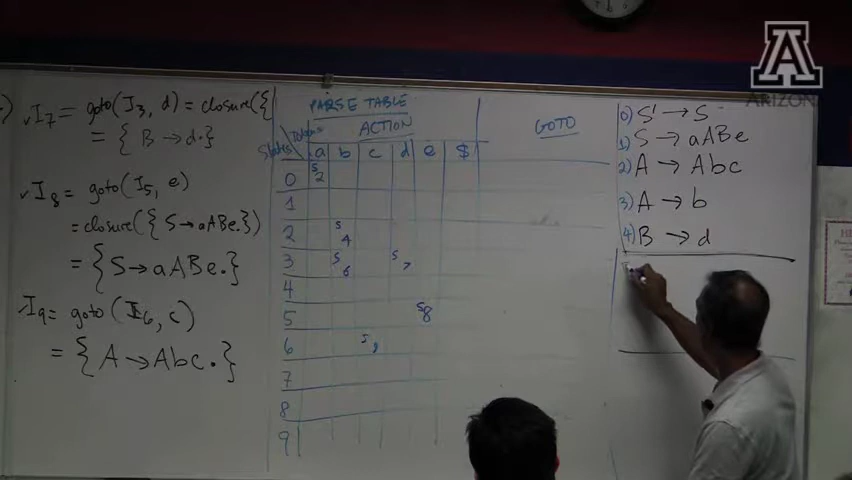 I7 = goto(I3, d) = closure({
= { B → d· }
I8 = goto(I5, e)
= closure({ S → aABe. })
= { S → aABe. }
I9 = goto(I6, c)
= { A → Abc. }
PARSE TABLE
ACTION
GOTO
States
a b c d e $
0 S2
1
2 S4
3 S6 S7
4
5 S8
6
7
8
9
0) S' → S
1) S → aABe
2) A → Abc
3) A → b
4) B → d
A
ARIZON